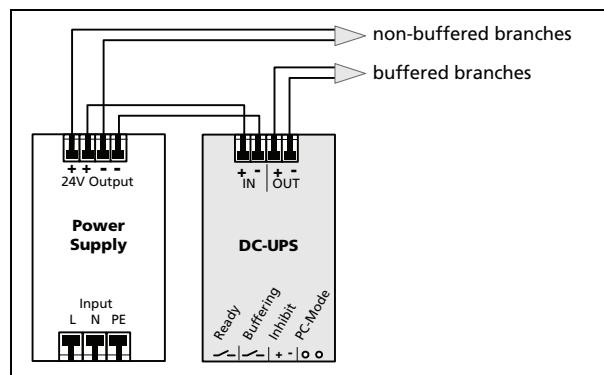 non-buffered branches
buffered branches
+ + - -
24V Output
+ - + -
IN OUT
Power
Supply
DC-UPS
Input
L N PE
Ready
Buffering
Inhibit
PC-Mode
+ -